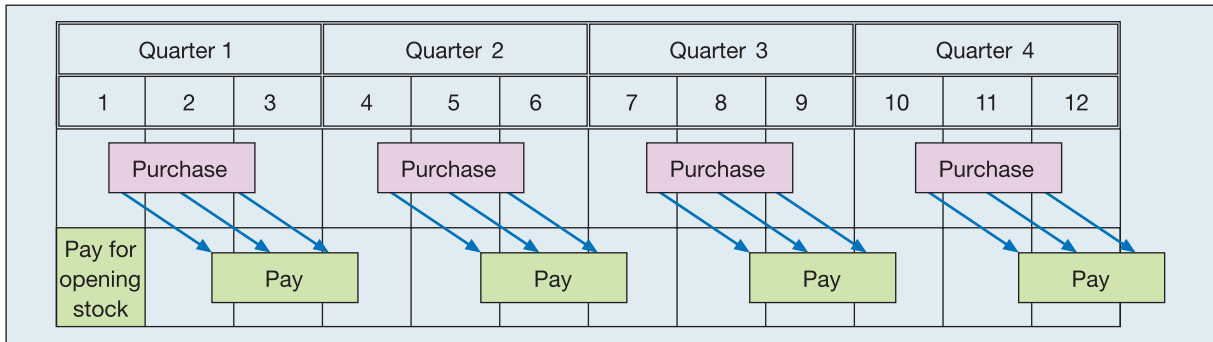 Quarter 1 Quarter 2 Quarter 3 Quarter 4
1 2 3 4 5 6 7 8 9 10 11 12
Purchase Purchase Purchase Purchase
Pay for
opening
stock
Pay Pay Pay Pay